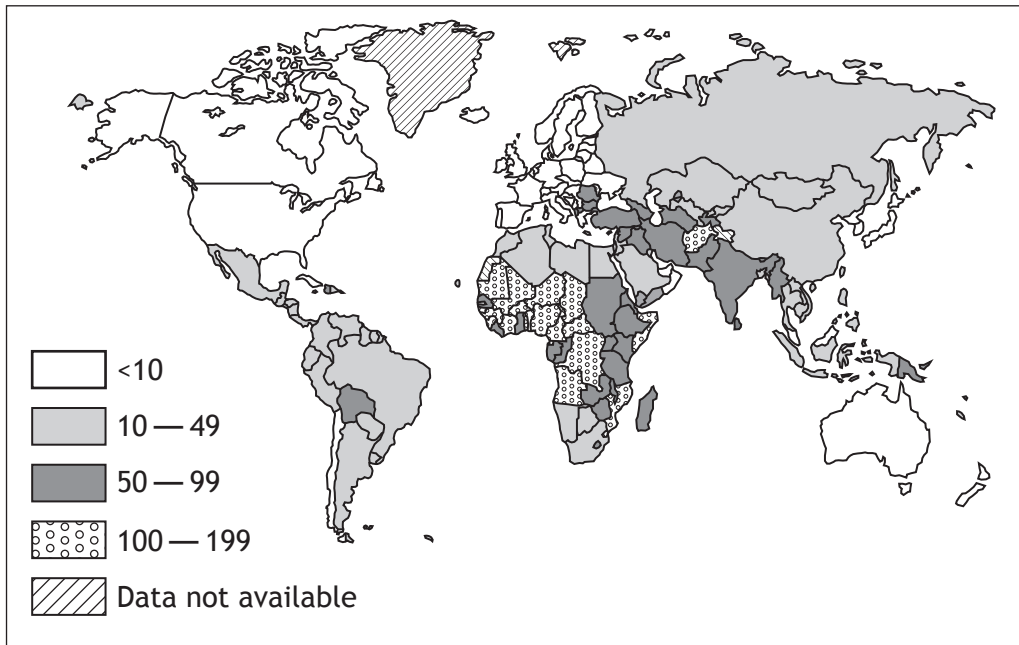 <10
10 — 49
50 — 99
100 — 199
Data not available